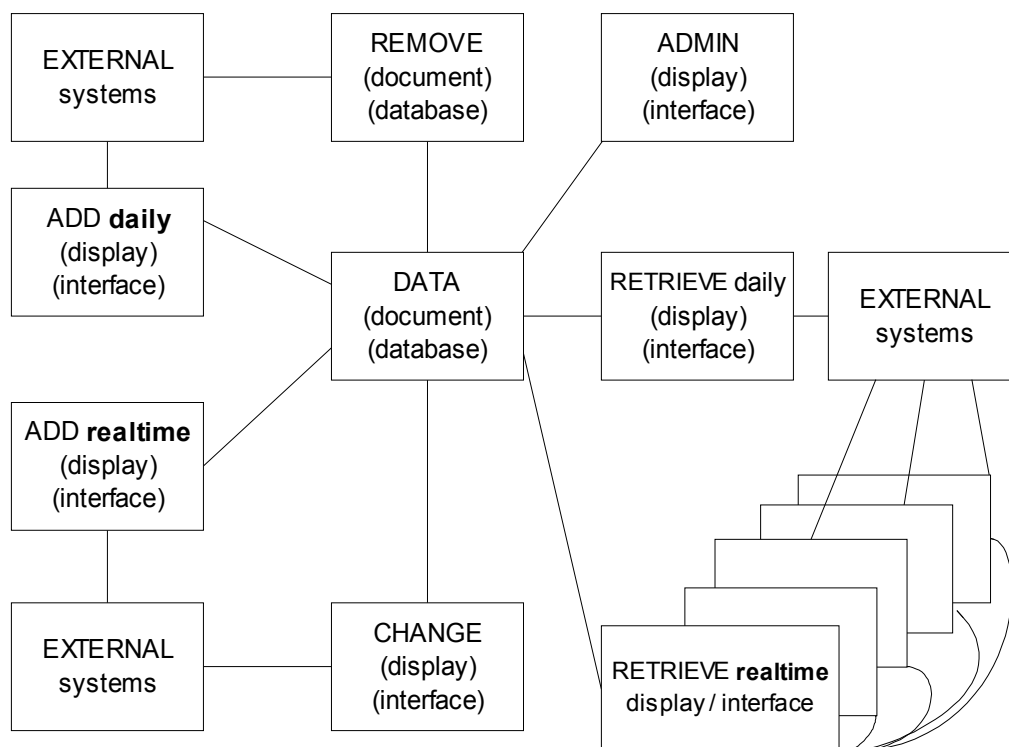 EXTERNAL
systems
REMOVE
(document)
(database)
ADMIN
(display)
(interface)
ADD daily
(display)
(interface)
DATA
(document)
(database)
RETRIEVE daily
(display)
(interface)
EXTERNAL
systems
ADD realtime
(display)
(interface)
EXTERNAL
systems
CHANGE
(display)
(interface)
RETRIEVE realtime
display / interface